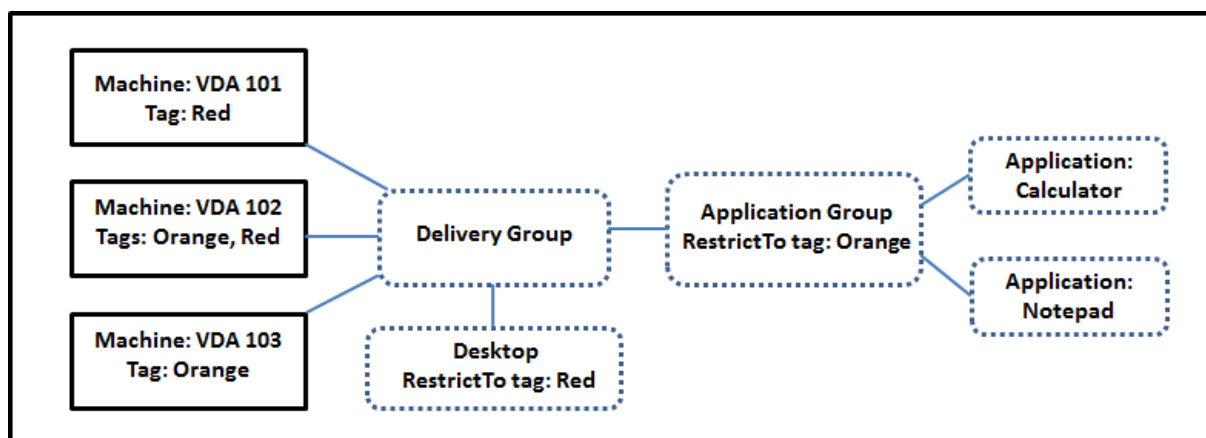 Machine: VDA 101
Tag: Red
Machine: VDA 102
Tags: Orange, Red
Machine: VDA 103
Tag: Orange
Delivery Group
Desktop
RestrictTo tag: Red
Application Group
RestrictTo tag: Orange
Application:
Calculator
Application:
Notepad